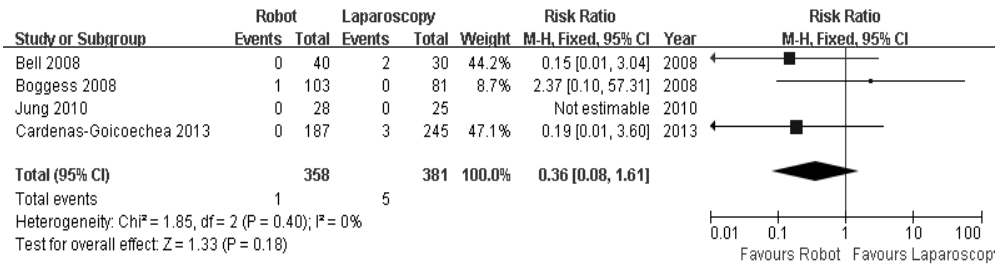 Robot Laparoscopy Risk Ratio Risk Ratio
Study or Subgroup Events Total Events Total Weight M-H, Fixed, 95% CI Year M-H, Fixed, 95% CI
Bell 2008 0 40 2 30 44.2% 0.15 [0.01, 3.04] 2008
Boggess 2008 1 103 0 81 8.7% 2.37 [0.10, 57.31] 2008
Jung 2010 0 28 0 25 Not estimable 2010
Cardenas-Goicoechea 2013 0 187 3 245 47.1% 0.19 [0.01, 3.60] 2013
Total (95% CI) 358 381 100.0% 0.36 [0.08, 1.61]
Total events 1 5
Heterogeneity: Chi² = 1.85, df = 2 (P = 0.40); I² = 0%
Test for overall effect: Z = 1.33 (P = 0.18)
0.01 0.1 1 10 100
Favours Robot Favours Laparoscopy